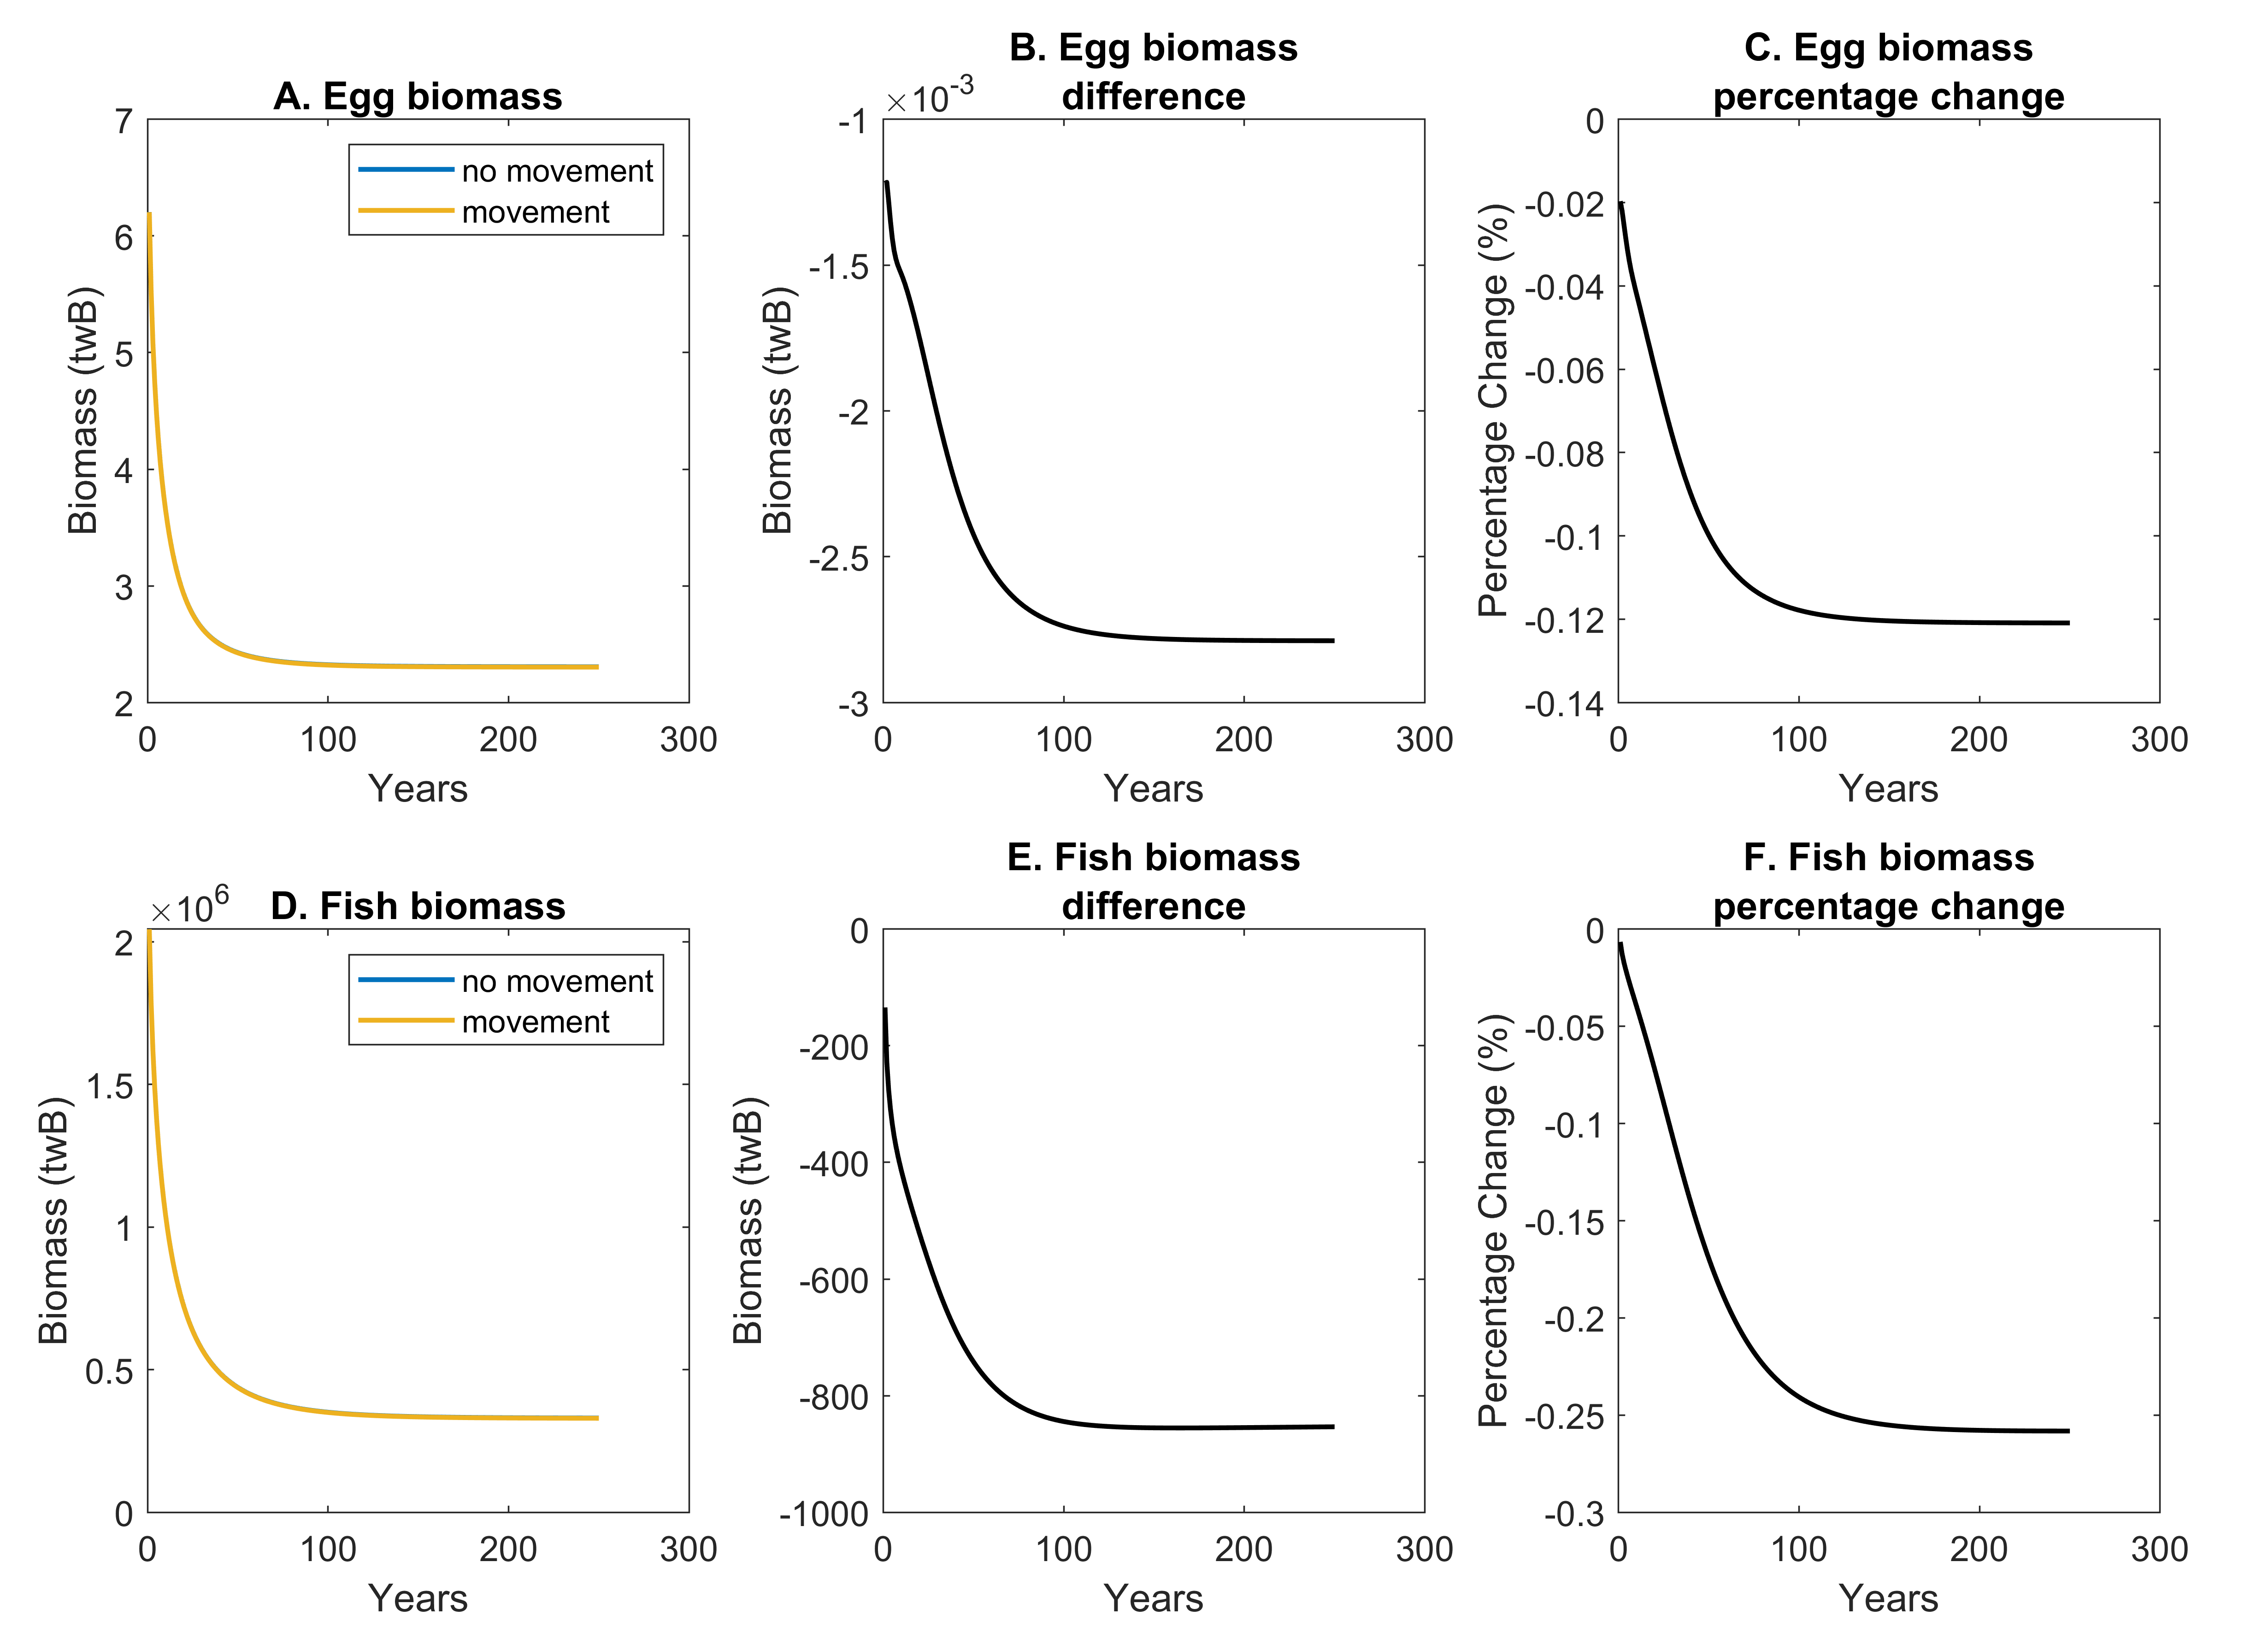 A. Egg biomass
7
6
5
4
3
2
0
100
200
300
Biomass (twB)
Years
no movement
movement
B. Egg biomass
difference
×10^-3
-1
-1.5
-2
-2.5
-3
0
100
200
300
Biomass (twB)
Years
C. Egg biomass
percentage change
0
-0.02
-0.04
-0.06
-0.08
-0.1
-0.12
-0.14
0
100
200
300
Percentage Change (%)
Years
D. Fish biomass
×10^6
2
1.5
1
0.5
0
0
100
200
300
Biomass (twB)
Years
no movement
movement
E. Fish biomass
difference
0
-200
-400
-600
-800
-1000
0
100
200
300
Biomass (twB)
Years
F. Fish biomass
percentage change
0
-0.05
-0.1
-0.15
-0.2
-0.25
-0.3
0
100
200
300
Percentage Change (%)
Years